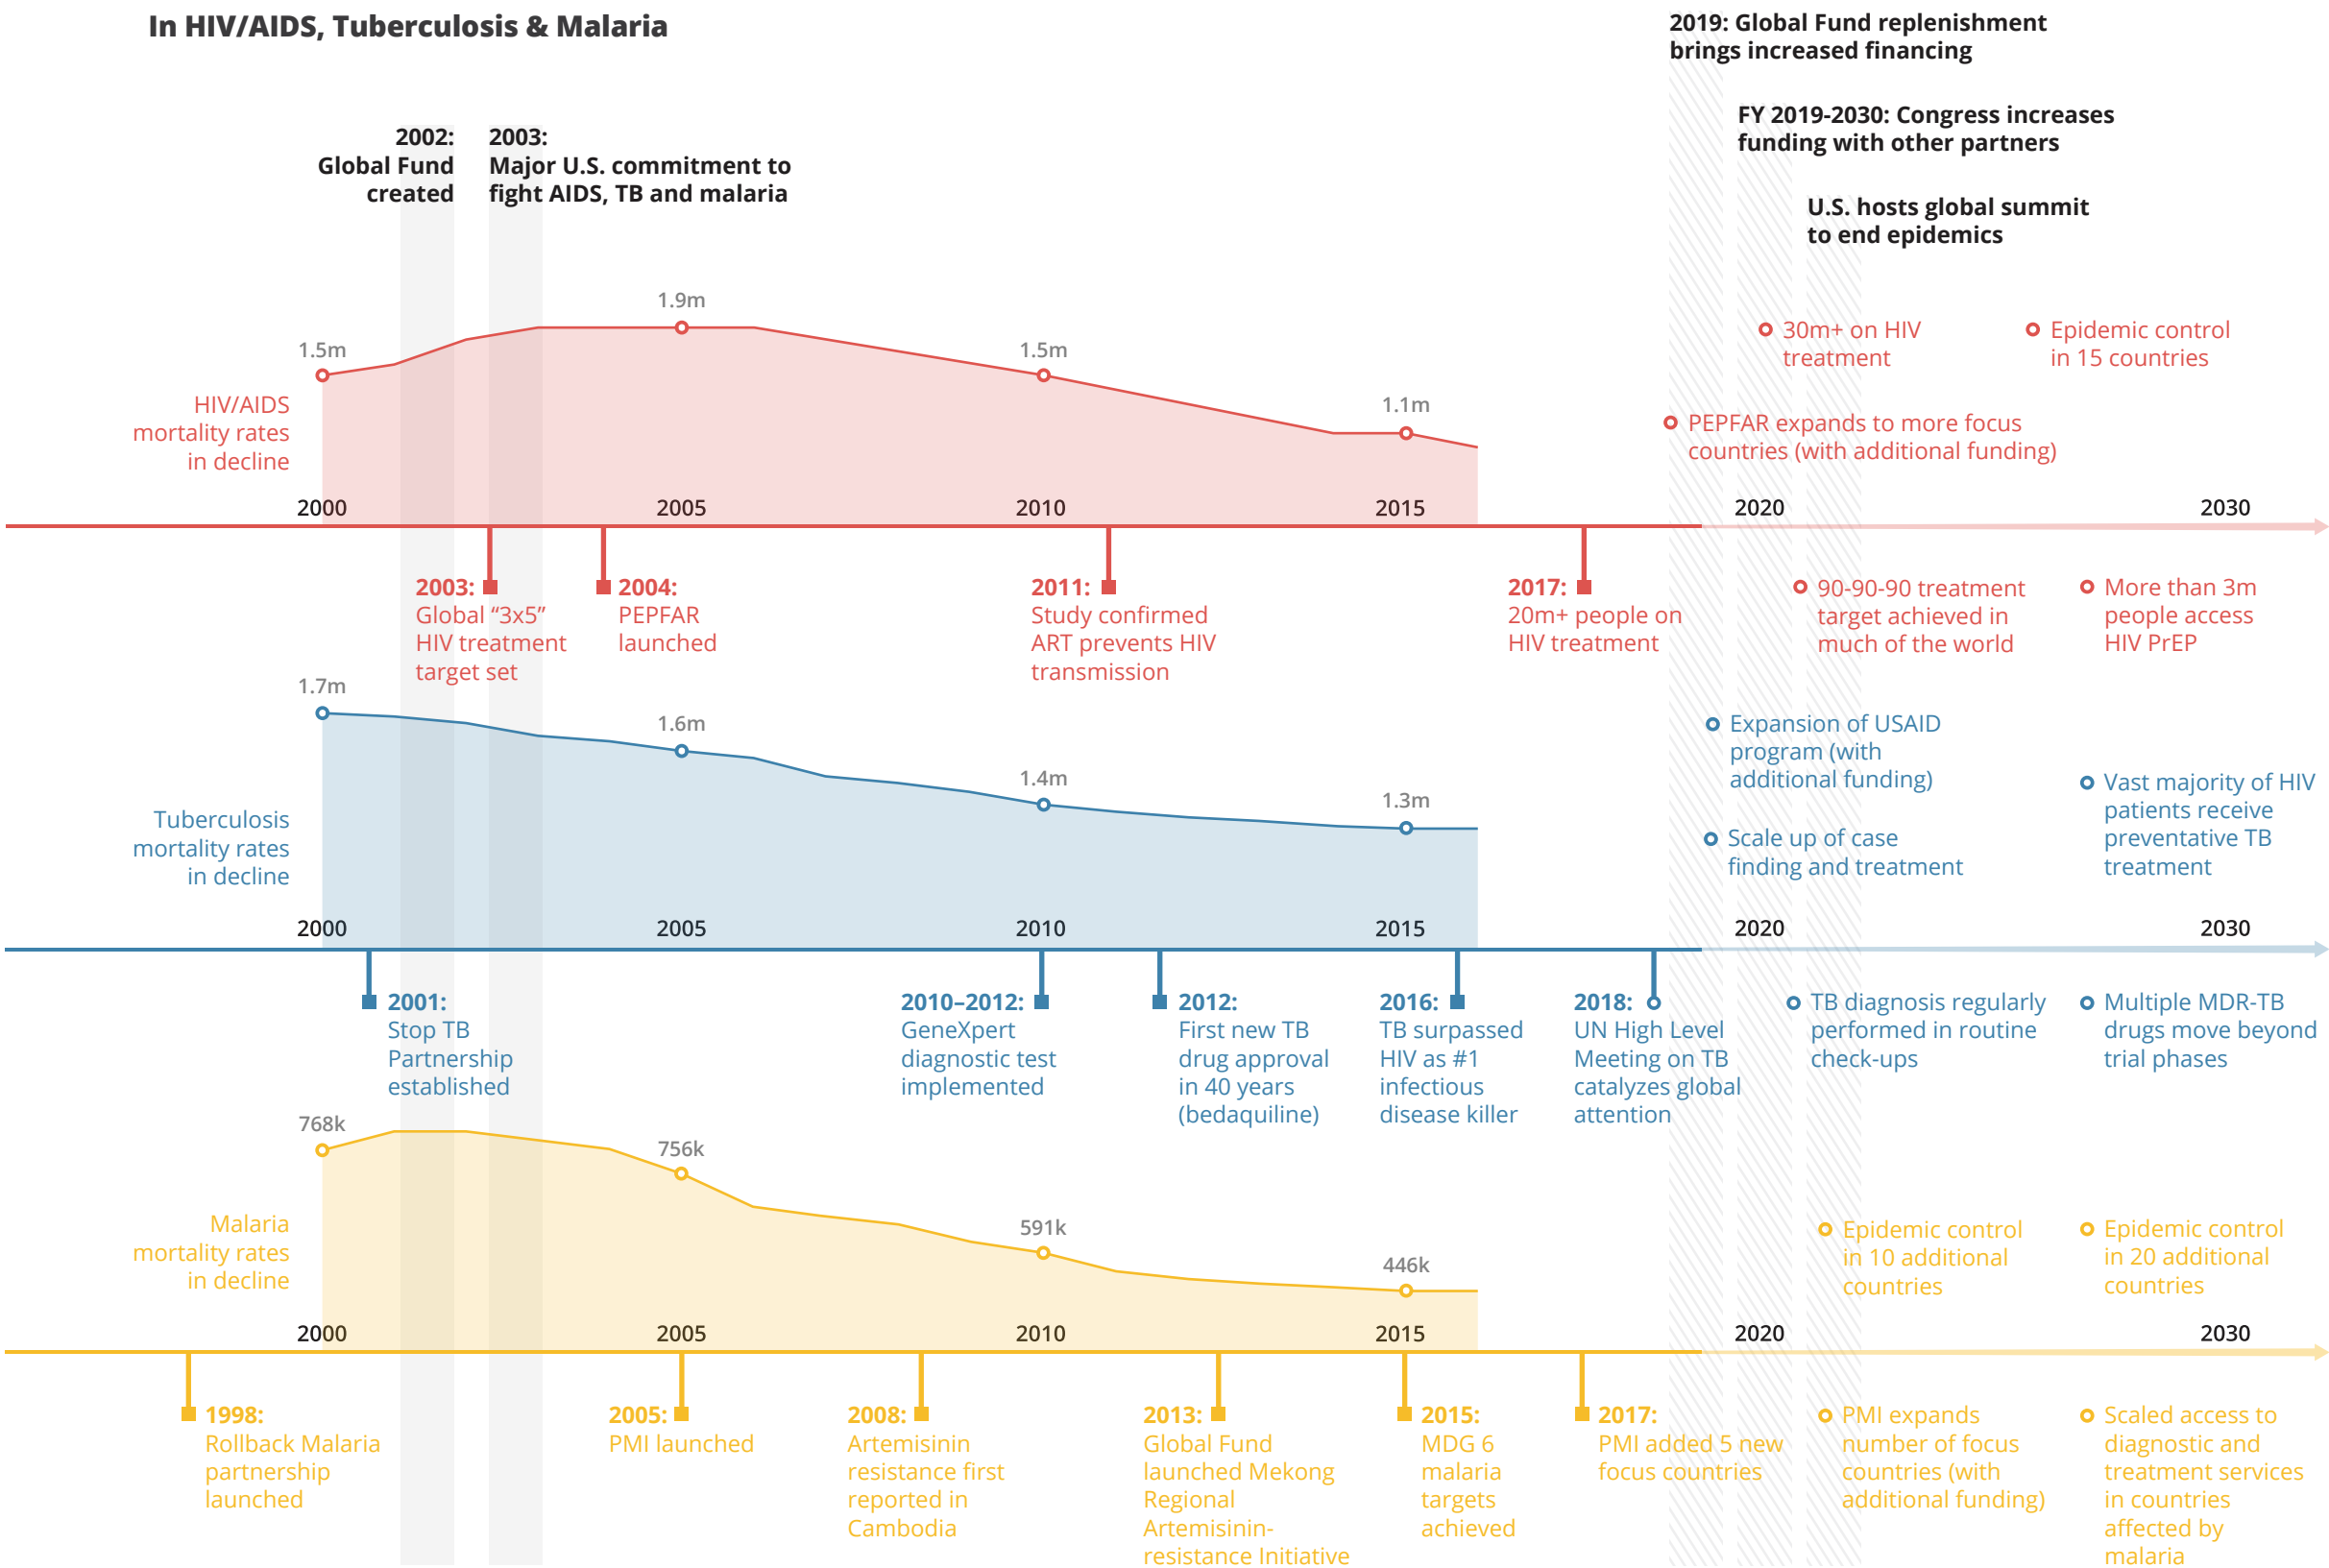 In HIV/AIDS, Tuberculosis & Malaria
2019: Global Fund replenishment
brings increased financing
FY 2019-2030: Congress increases
funding with other partners
U.S. hosts global summit
to end epidemics
2002:
Global Fund
created
2003:
Major U.S. commitment to
fight AIDS, TB and malaria
HIV/AIDS
mortality rates
in decline
1.5m
1.9m
1.5m
1.1m
30m+ on HIV
treatment
Epidemic control
in 15 countries
PEPFAR expands to more focus
countries (with additional funding)
2000
2005
2010
2015
2020
2030
2003:
Global “3x5”
HIV treatment
target set
2004:
PEPFAR
launched
2011:
Study confirmed
ART prevents HIV
transmission
2017:
20m+ people on
HIV treatment
90-90-90 treatment
target achieved in
much of the world
More than 3m
people access
HIV PrEP
Tuberculosis
mortality rates
in decline
1.7m
1.6m
1.4m
1.3m
Expansion of USAID
program (with
additional funding)
Scale up of case
finding and treatment
Vast majority of HIV
patients receive
preventative TB
treatment
2000
2005
2010
2015
2020
2030
2001:
Stop TB
Partnership
established
2010–2012:
GeneXpert
diagnostic test
implemented
2012:
First new TB
drug approval
in 40 years
(bedaquiline)
2016:
TB surpassed
HIV as #1
infectious
disease killer
2018:
UN High Level
Meeting on TB
catalyzes global
attention
TB diagnosis regularly
performed in routine
check-ups
Multiple MDR-TB
drugs move beyond
trial phases
Malaria
mortality rates
in decline
768k
756k
591k
446k
Epidemic control
in 10 additional
countries
Epidemic control
in 20 additional
countries
2000
2005
2010
2015
2020
2030
1998:
Rollback Malaria
partnership
launched
2005:
PMI launched
2008:
Artemisinin
resistance first
reported in
Cambodia
2013:
Global Fund
launched Mekong
Regional
Artemisinin-
resistance Initiative
2015:
MDG 6
malaria
targets
achieved
2017:
PMI added 5 new
focus countries
PMI expands
number of focus
countries (with
additional funding)
Scaled access to
diagnostic and
treatment services
in countries
affected by
malaria